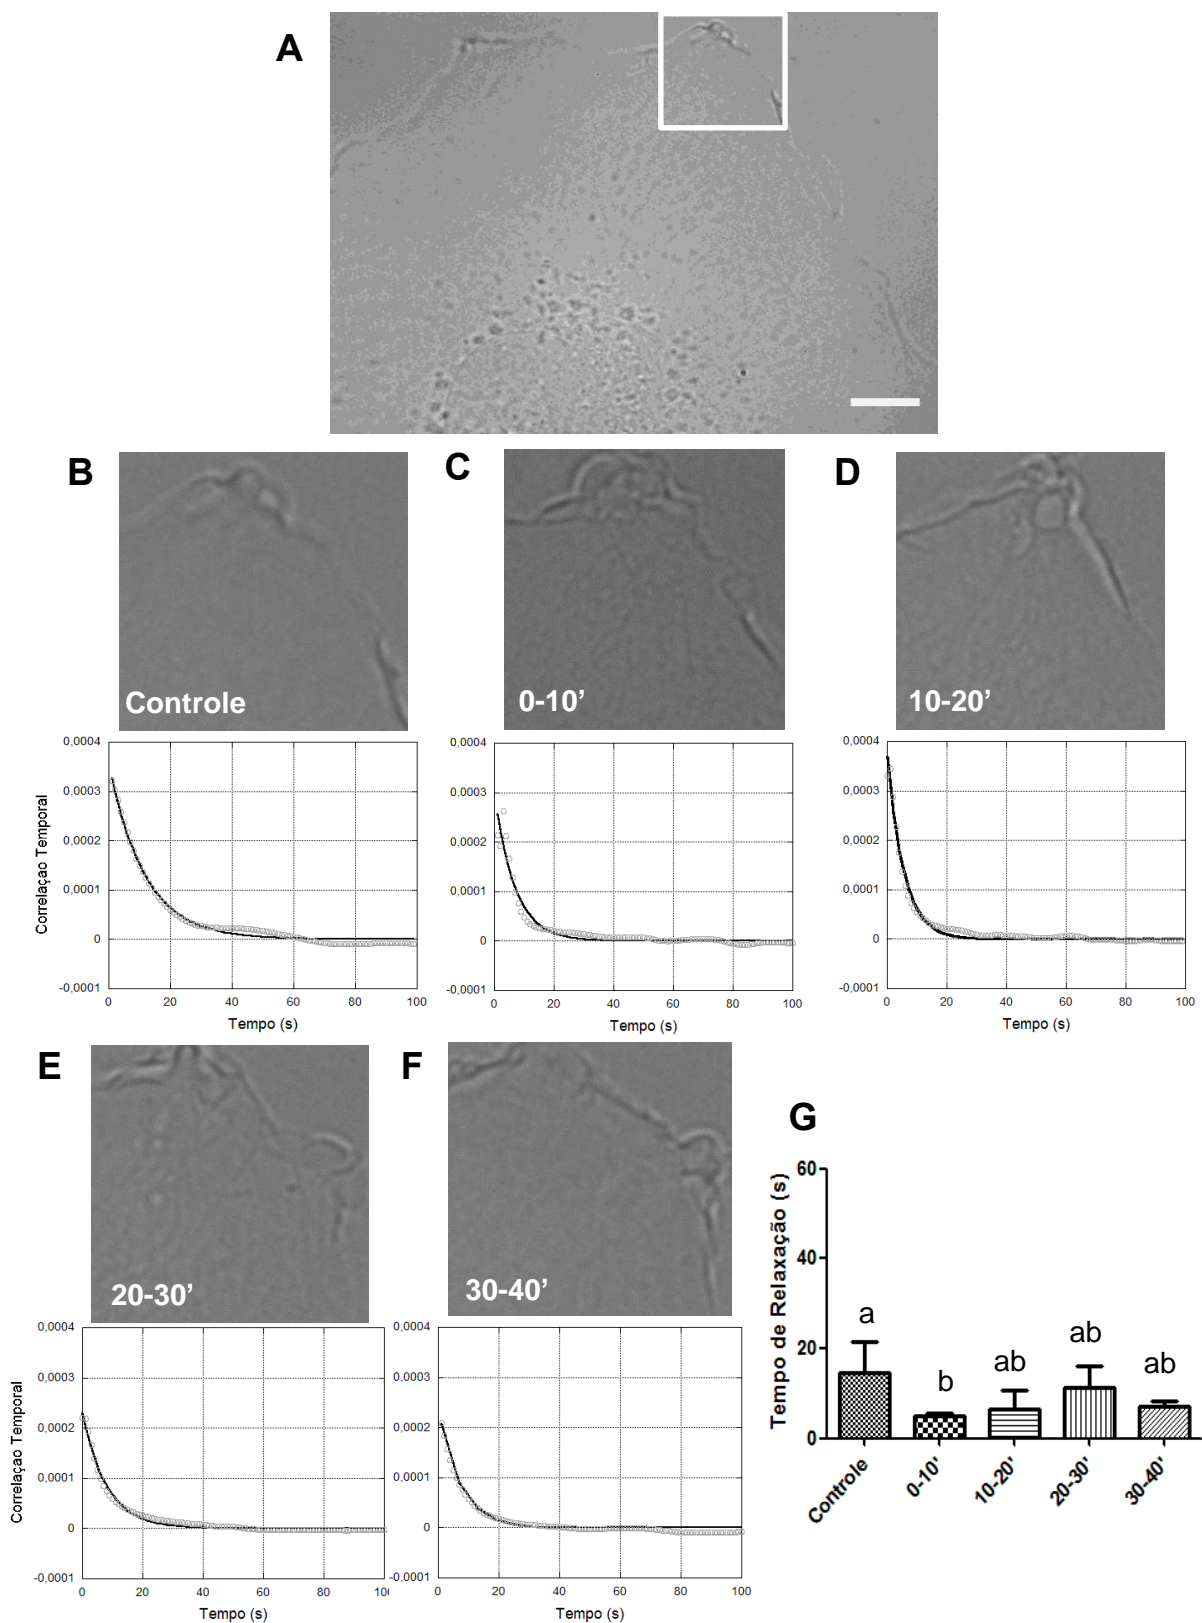 A
B
Controle
C
0-10’
D
10-20’
Correlaçao Temporal
0,0004
0,0003
0,0002
0,0001
0
-0,0001
0 20 40 60 80 100
Tempo (s)
0,0004
0,0003
0,0002
0,0001
0
-0,0001
0 20 40 60 80 100
Tempo (s)
0,0004
0,0003
0,0002
0,0001
0
-0,0001
0 20 40 60 80 100
Tempo (s)
E
20-30’
F
30-40’
Correlaçao Temporal
0,0004
0,0003
0,0002
0,0001
0
-0,0001
0 20 40 60 80 100
Tempo (s)
0,0004
0,0003
0,0002
0,0001
0
-0,0001
0 20 40 60 80 100
Tempo (s)
G
Tempo de Relaxação (s)
60
40
20
0
a
b
ab
ab
ab
Controle
0-10'
10-20'
20-30'
30-40'